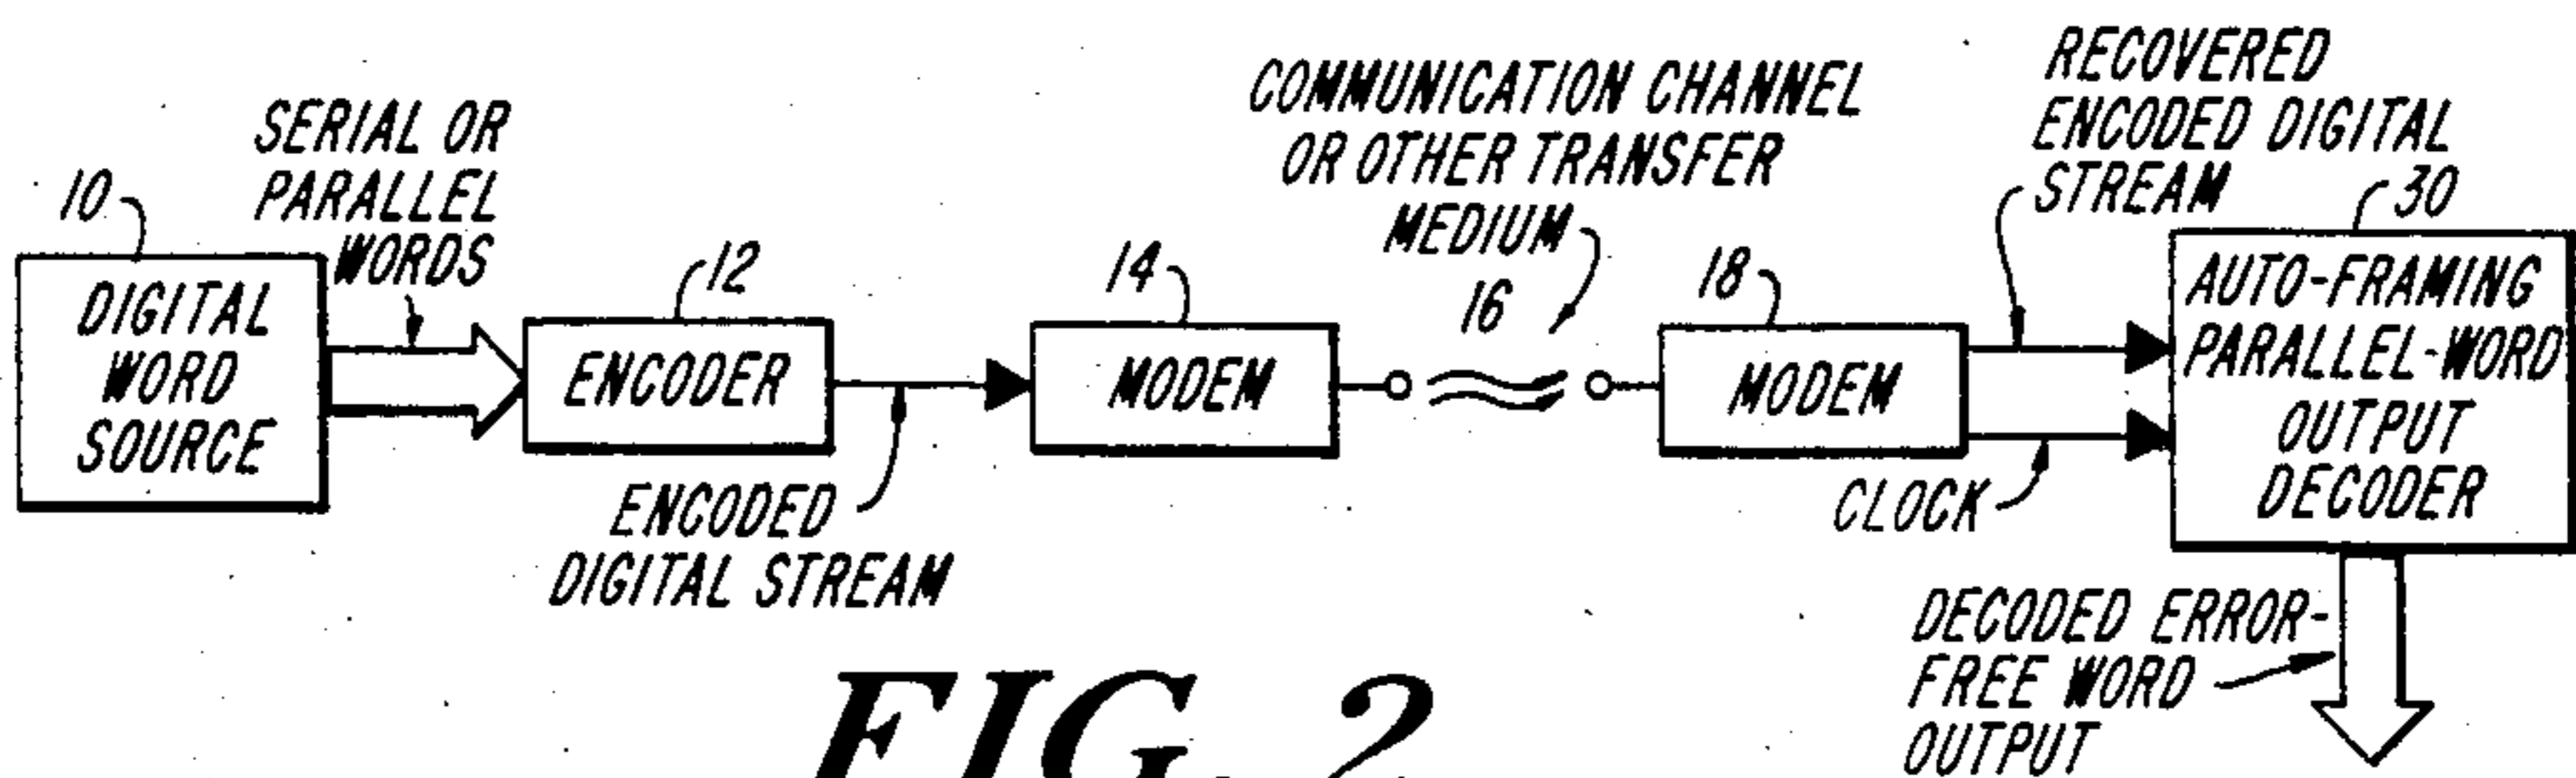 10
SERIAL OR
PARALLEL
WORDS
DIGITAL
WORD
SOURCE
12
ENCODER
ENCODED
DIGITAL STREAM
14
MODEM
COMMUNICATION CHANNEL
OR OTHER TRANSFER
MEDIUM
16
18
MODEM
RECOVERED
ENCODED DIGITAL
STREAM
CLOCK
30
AUTO-FRAMING
PARALLEL-WORD
OUTPUT
DECODER
DECODED ERROR-
FREE WORD
OUTPUT
FIG. 2